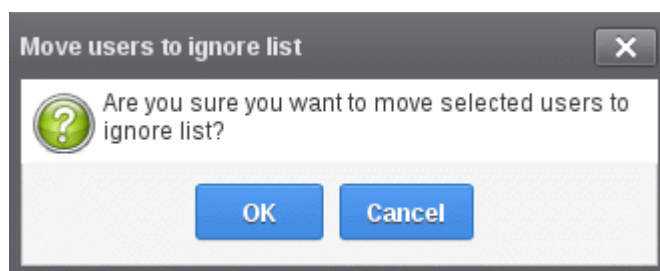 Move users to ignore list
Are you sure you want to move selected users to
ignore list?
OK
Cancel